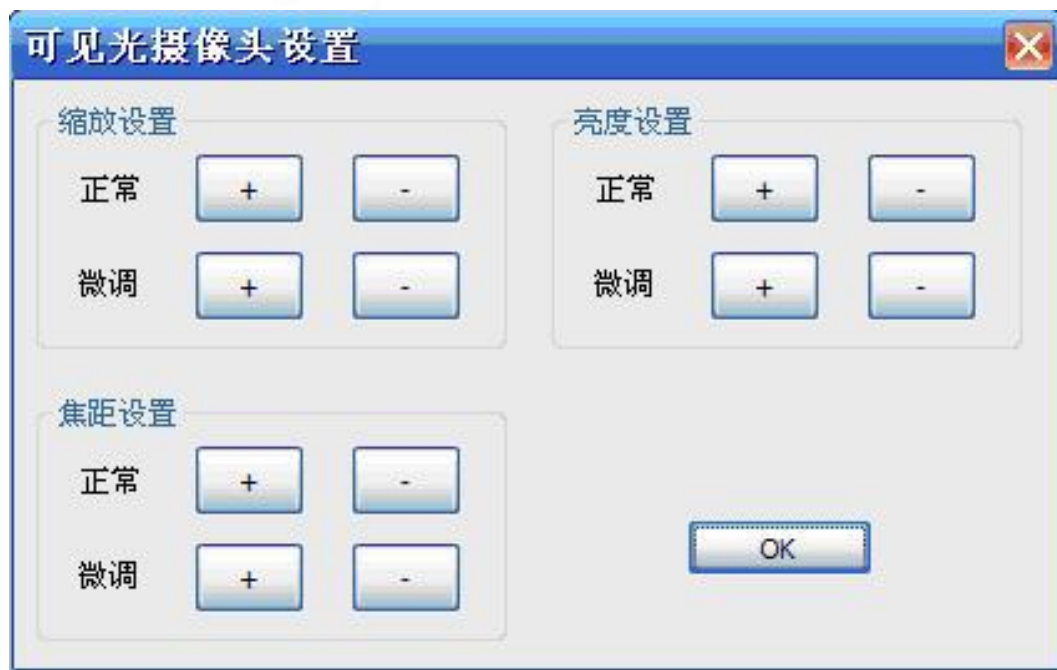 可见光摄像头设置
缩放设置
正常 + -
微调 + -
亮度设置
正常 + -
微调 + -
焦距设置
正常 + -
微调 + -
OK